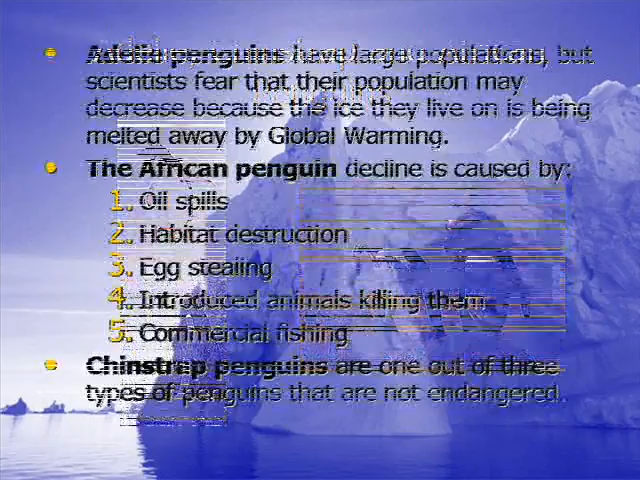 • Adelie penguins have large populations, but
scientists fear that their population may
decrease because the ice they live on is being
melted away by Global Warming.
• The African penguin decline is caused by:
1. Oil spills
2. Habitat destruction
3. Egg stealing
4. Introduced animals killing them
5. Commercial fishing
• Chinstrap penguins are one out of three
types of penguins that are not endangered.